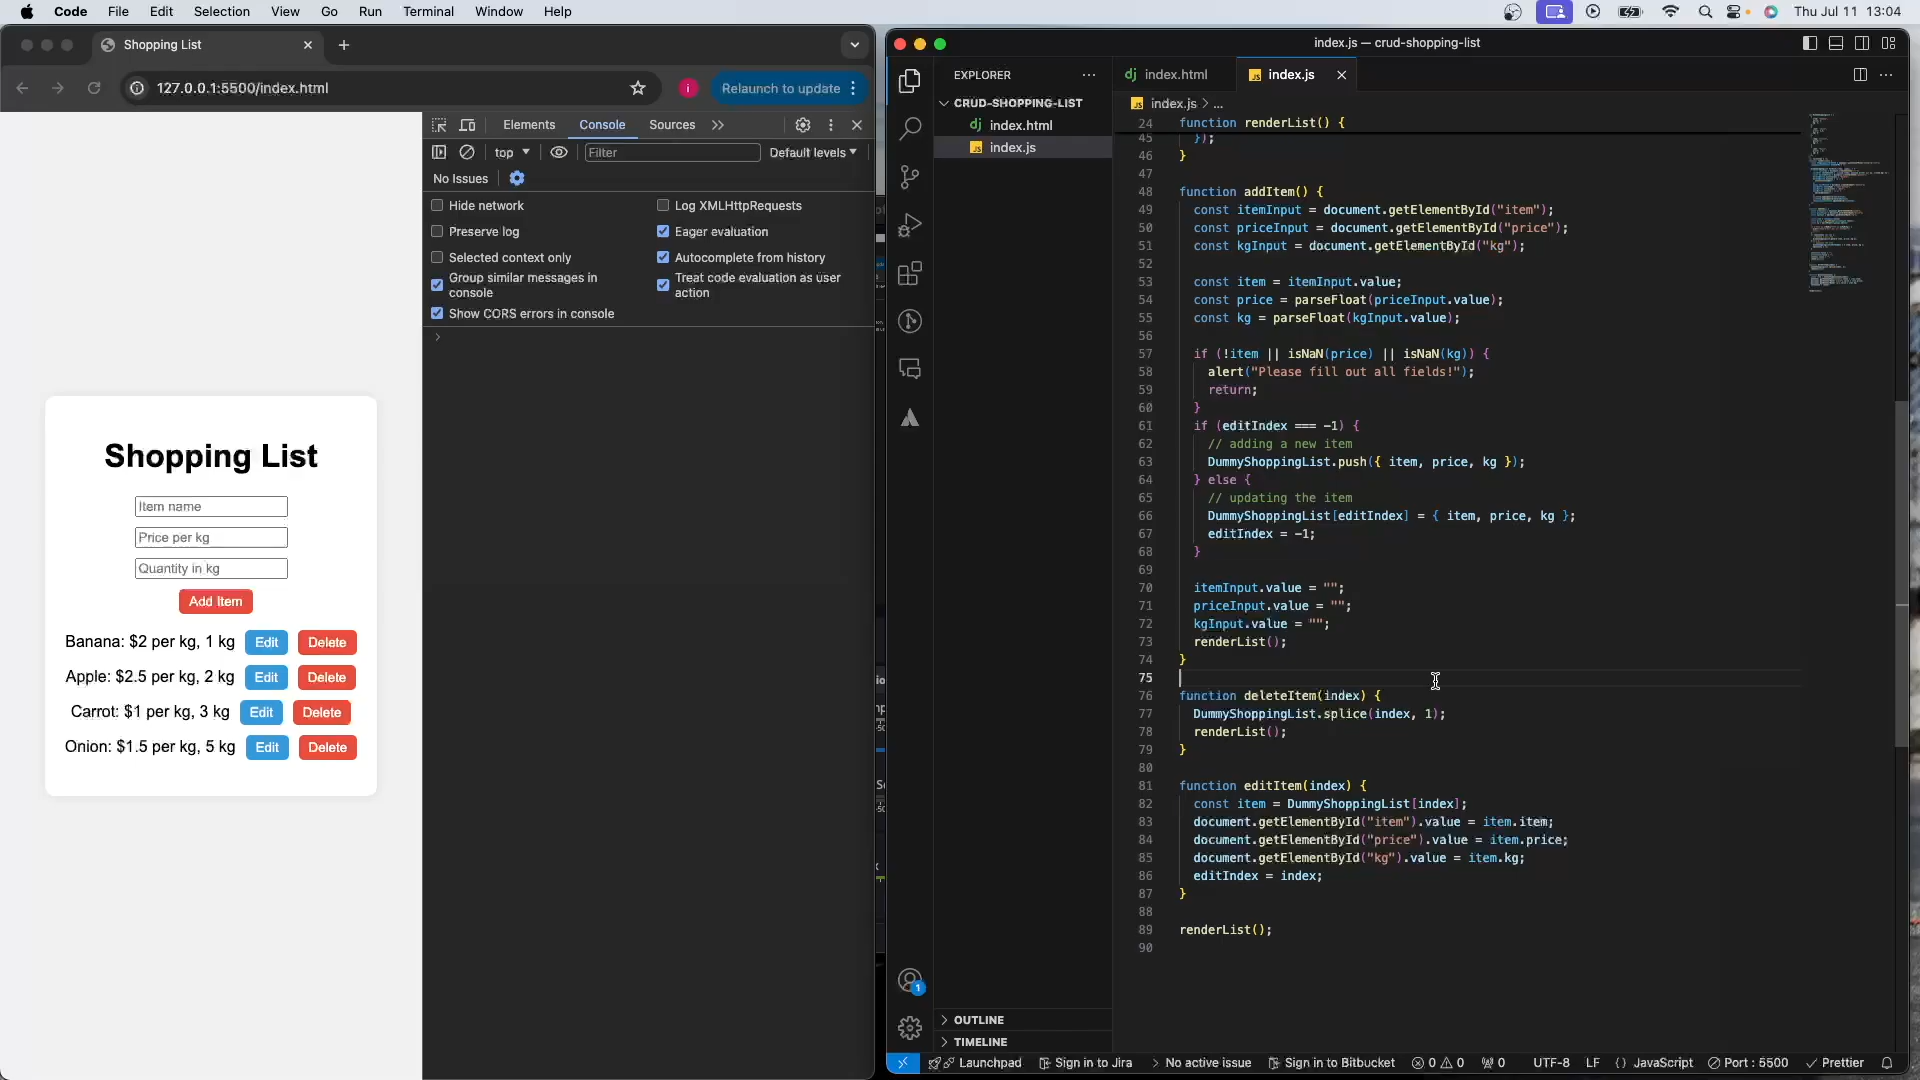 Code File Edit Selection View Go Run Terminal Window Help
Thu Jul 11 13:04
Shopping List
127.0.0.1:5500/index.html
i
Relaunch to update
Elements Console Sources
top
Filter
Default levels
No Issues
Hide network
Log XMLHttpRequests
Preserve log
Eager evaluation
Selected context only
Autocomplete from history
Group similar messages in
console
Treat code evaluation as user
action
Show CORS errors in console
Shopping List
Item name
Price per kg
Quantity in kg
Add Item
Banana: $2 per kg, 1 kg Edit Delete
Apple: $2.5 per kg, 2 kg Edit Delete
Carrot: $1 per kg, 3 kg Edit Delete
Onion: $1.5 per kg, 5 kg Edit Delete
index.js — crud-shopping-list
EXPLORER
CRUD-SHOPPING-LIST
dj index.html
JS index.js
dj index.html
JS index.js
JS index.js > ...
24 function renderList() {
45 });
46 }
47
48 function addItem() {
49 const itemInput = document.getElementById("item");
50 const priceInput = document.getElementById("price");
51 const kgInput = document.getElementById("kg");
52
53 const item = itemInput.value;
54 const price = parseFloat(priceInput.value);
55 const kg = parseFloat(kgInput.value);
56
57 if (!item || isNaN(price) || isNaN(kg)) {
58 alert("Please fill out all fields!");
59 return;
60 }
61 if (editIndex === -1) {
62 // adding a new item
63 DummyShoppingList.push({ item, price, kg });
64 } else {
65 // updating the item
66 DummyShoppingList[editIndex] = { item, price, kg };
67 editIndex = -1;
68 }
69
70 itemInput.value = "";
71 priceInput.value = "";
72 kgInput.value = "";
73 renderList();
74 }
75
76 function deleteItem(index) {
77 DummyShoppingList.splice(index, 1);
78 renderList();
79 }
80
81 function editItem(index) {
82 const item = DummyShoppingList[index];
83 document.getElementById("item").value = item.item;
84 document.getElementById("price").value = item.price;
85 document.getElementById("kg").value = item.kg;
86 editIndex = index;
87 }
88
89 renderList();
90
1
OUTLINE
TIMELINE
Launchpad Sign in to Jira No active issue Sign in to Bitbucket 0 0 0 UTF-8 LF {} JavaScript Port : 5500 Prettier